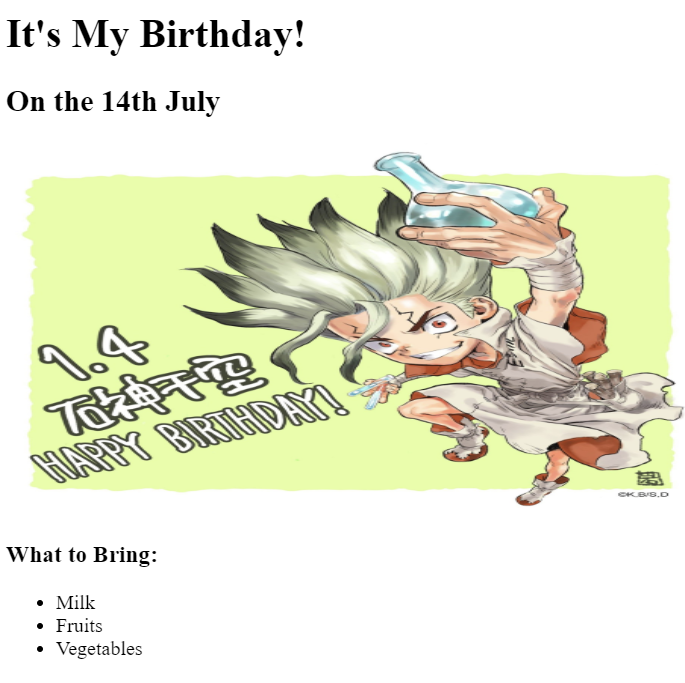 It's My Birthday!
On the 14th July
1.4
石神千空
HAPPY BIRTHDAY!
©K,B/S,D
What to Bring:
Milk
Fruits
Vegetables